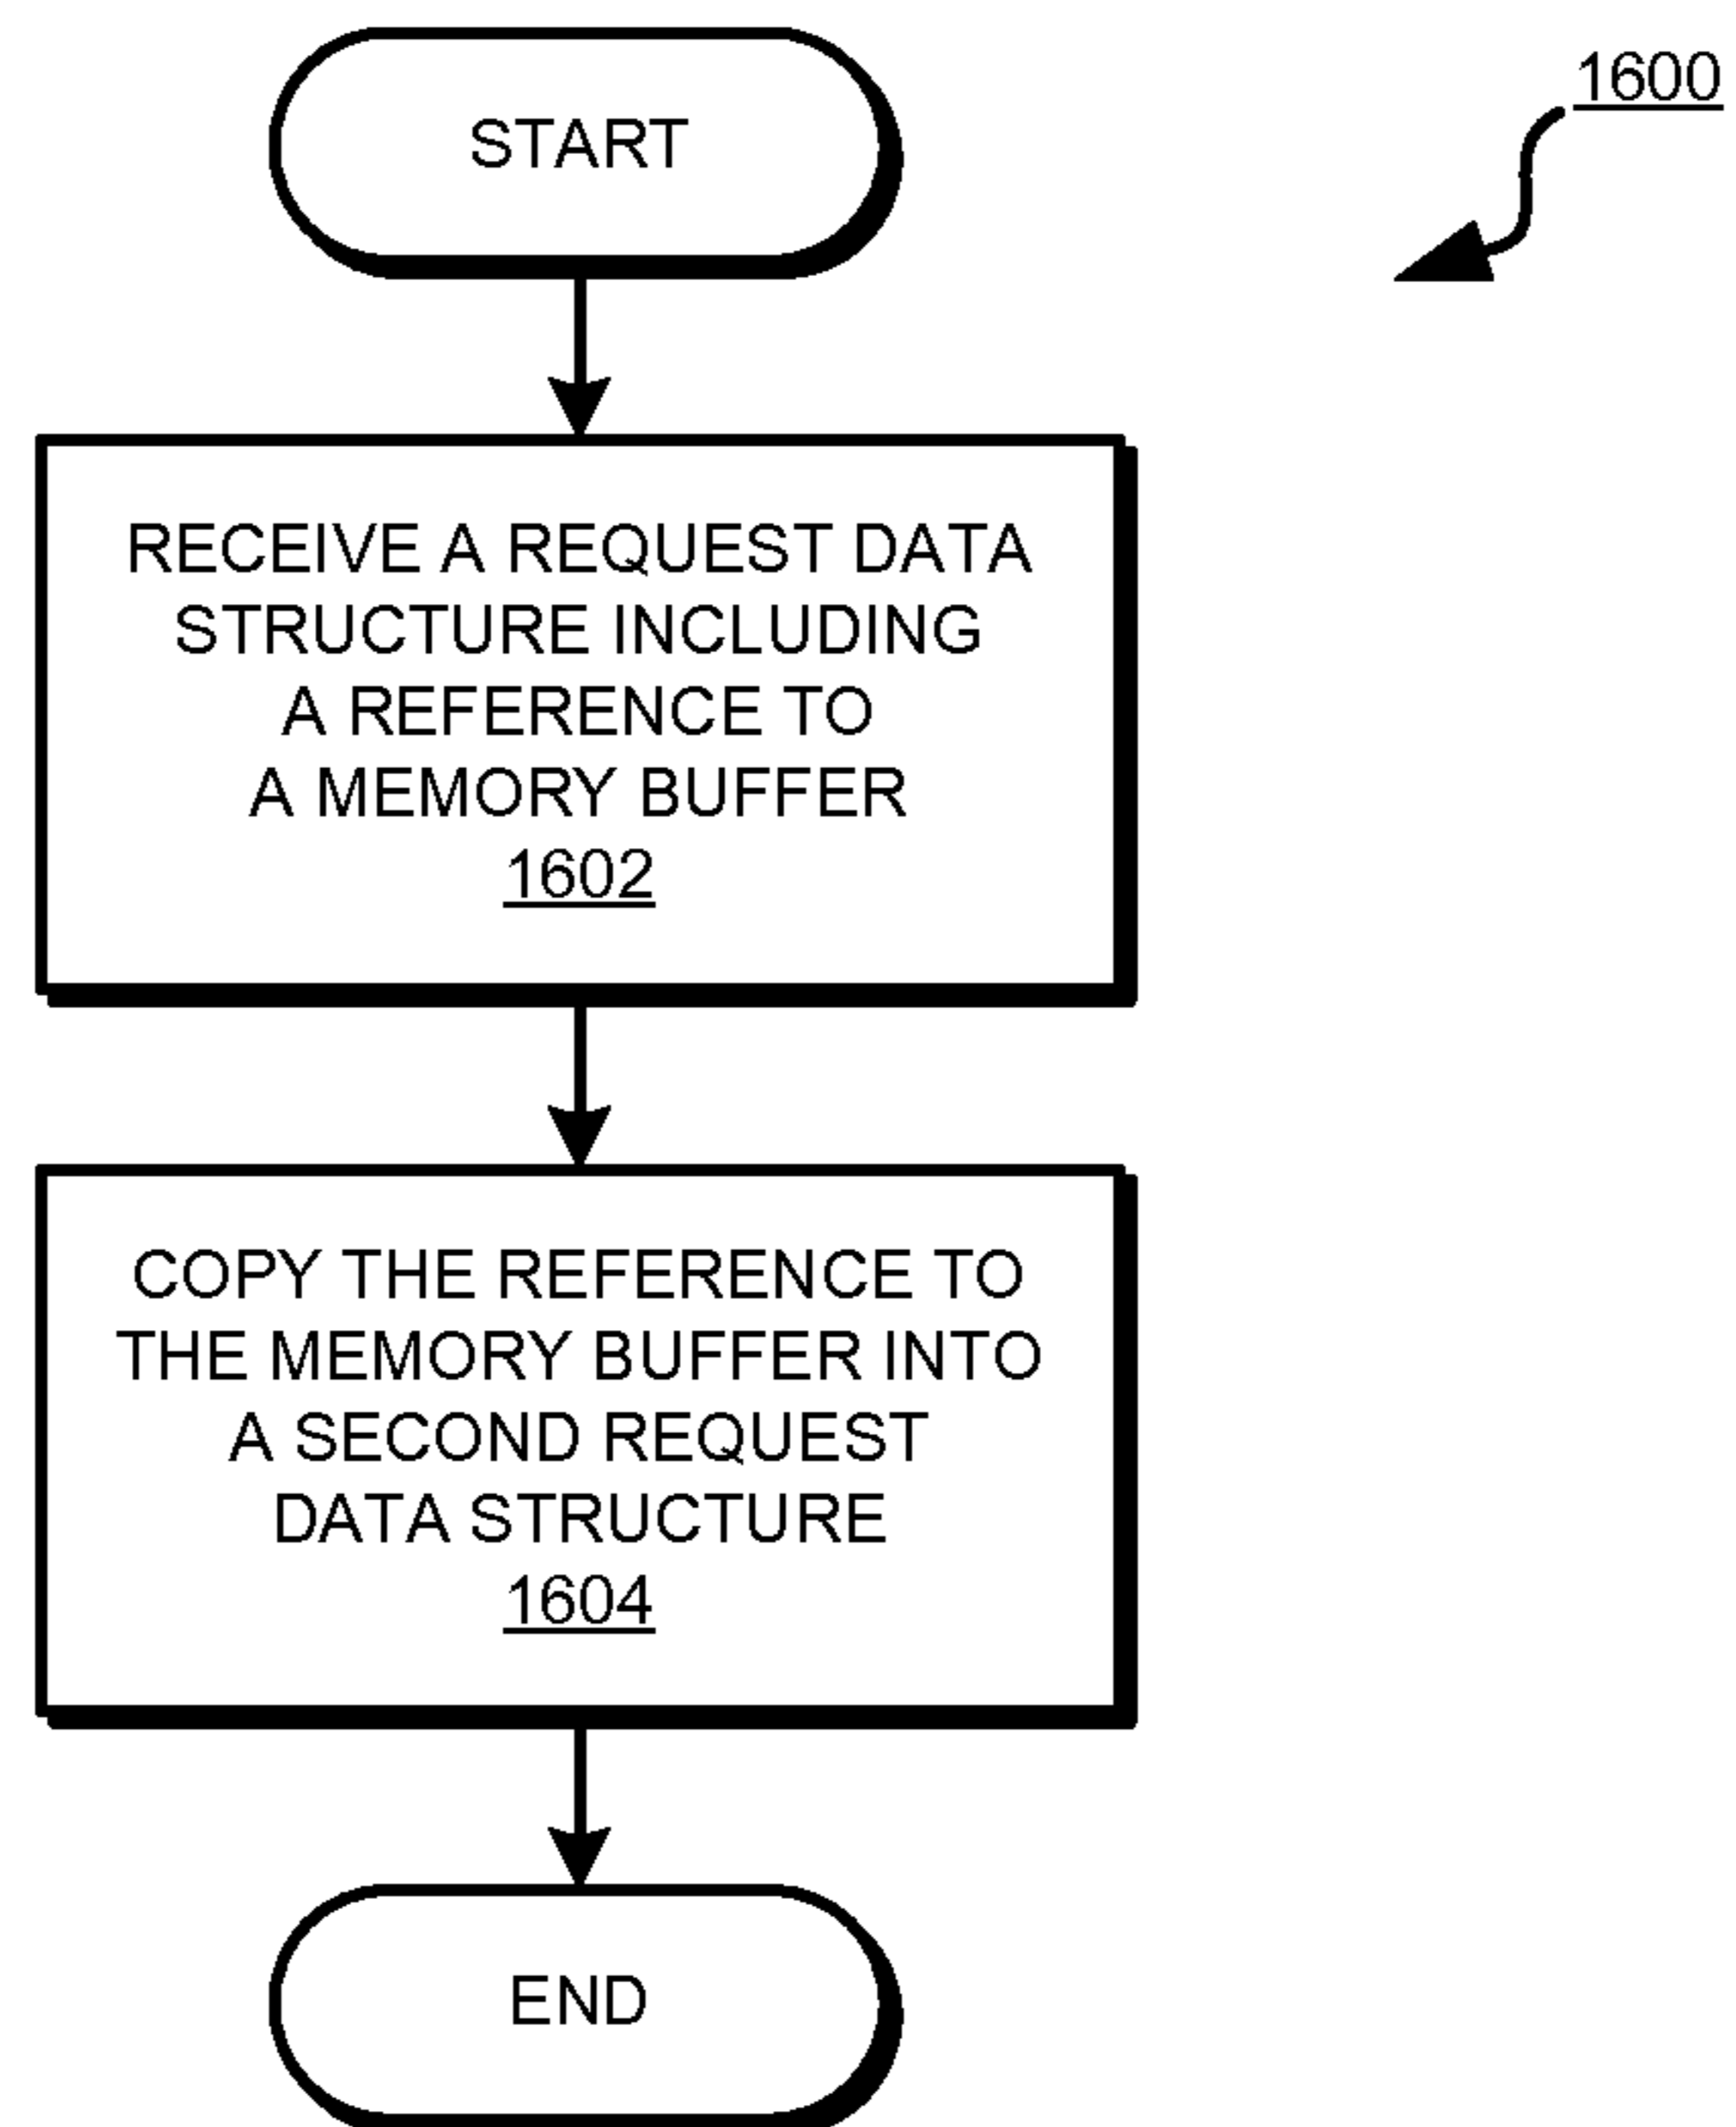 START
1600
RECEIVE A REQUEST DATA
STRUCTURE INCLUDING
A REFERENCE TO
A MEMORY BUFFER
1602
COPY THE REFERENCE TO
THE MEMORY BUFFER INTO
A SECOND REQUEST
DATA STRUCTURE
1604
END